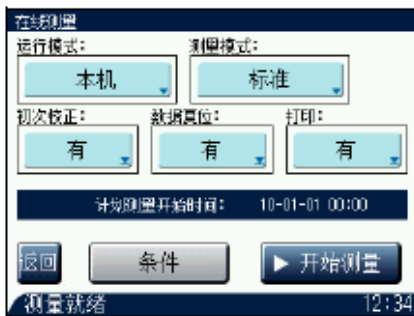 在线测量
运行模式: 测量模式:
本机 标准
初次校正: 数据复位: 打印:
有 有 有
计划测量开始时间: 10-01-01 00:00
返回 条件 ▶ 开始测量
测量就绪 12:34